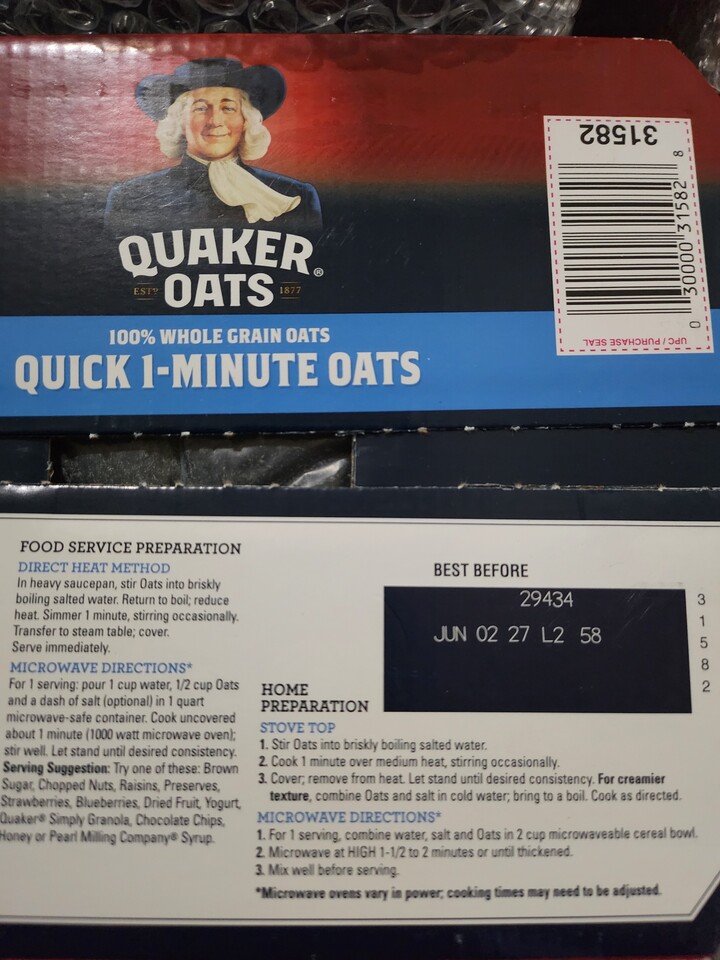 QUAKER®
ESTD OATS 1877
100% WHOLE GRAIN OATS
QUICK 1-MINUTE OATS
31582
0 30000 31582 8
UPC / PURCHASE SEAL
FOOD SERVICE PREPARATION
DIRECT HEAT METHOD
In heavy saucepan, stir Oats into briskly
boiling salted water. Return to boil; reduce
heat. Simmer 1 minute, stirring occasionally.
Transfer to steam table; cover.
Serve immediately.
MICROWAVE DIRECTIONS*
For 1 serving: pour 1 cup water, 1/2 cup Oats
and a dash of salt (optional) in 1 quart
microwave-safe container. Cook uncovered
about 1 minute (1000 watt microwave oven);
stir well. Let stand until desired consistency.
Serving Suggestion: Try one of these: Brown
Sugar, Chopped Nuts, Raisins, Preserves,
Strawberries, Blueberries, Dried Fruit, Yogurt,
Quaker® Simply Granola, Chocolate Chips,
Honey or Pearl Milling Company® Syrup.
BEST BEFORE
29434
JUN 02 27 L2 58
3
1
5
8
2
HOME
PREPARATION
STOVE TOP
1. Stir Oats into briskly boiling salted water.
2. Cook 1 minute over medium heat, stirring occasionally.
3. Cover; remove from heat. Let stand until desired consistency. For creamier
texture, combine Oats and salt in cold water; bring to a boil. Cook as directed.
MICROWAVE DIRECTIONS*
1. For 1 serving, combine water, salt and Oats in 2 cup microwaveable cereal bowl.
2. Microwave at HIGH 1-1/2 to 2 minutes or until thickened.
3. Mix well before serving.
*Microwave ovens vary in power; cooking times may need to be adjusted.